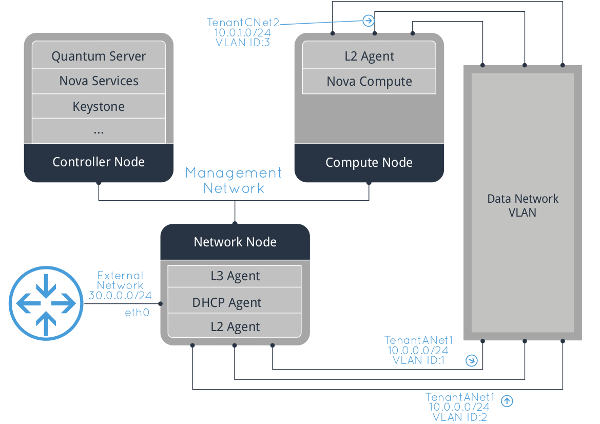 TenantCNet2
10.0.1.0/24
VLAN ID:3
Quantum Server
Nova Services
Keystone
...
Controller Node
L2 Agent
Nova Compute
Compute Node
Management
Network
Data Network
VLAN
Network Node
L3 Agent
DHCP Agent
L2 Agent
External
Network
30.0.0.0/24
eth0
TenantANet1
10.0.0.0/24
VLAN ID:1
TenantANet1
10.0.0.0/24
VLAN ID:2